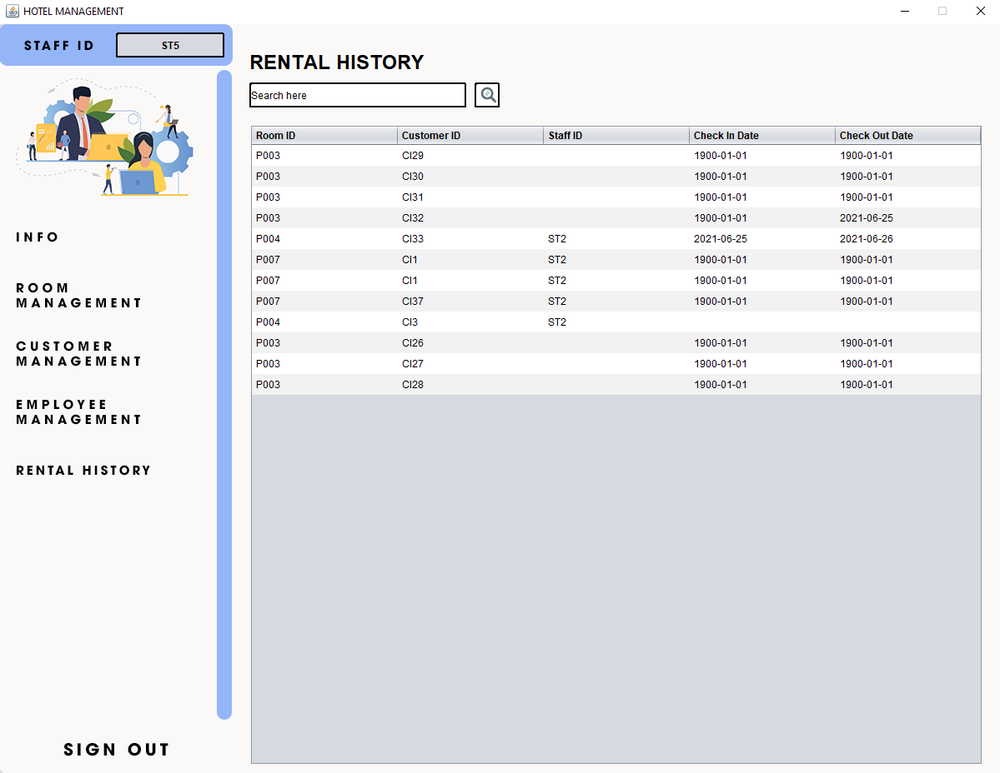 HOTEL MANAGEMENT
STAFF ID ST5
INFO
ROOM
MANAGEMENT
CUSTOMER
MANAGEMENT
EMPLOYEE
MANAGEMENT
RENTAL HISTORY
SIGN OUT
RENTAL HISTORY
Search here
Room ID Customer ID Staff ID Check In Date Check Out Date
P003 CI29 1900-01-01 1900-01-01
P003 CI30 1900-01-01 1900-01-01
P003 CI31 1900-01-01 1900-01-01
P003 CI32 1900-01-01 2021-06-25
P004 CI33 ST2 2021-06-25 2021-06-26
P007 CI1 ST2 1900-01-01 1900-01-01
P007 CI1 ST2 1900-01-01 1900-01-01
P007 CI37 ST2 1900-01-01 1900-01-01
P004 CI3 ST2
P003 CI26 1900-01-01 1900-01-01
P003 CI27 1900-01-01 1900-01-01
P003 CI28 1900-01-01 1900-01-01